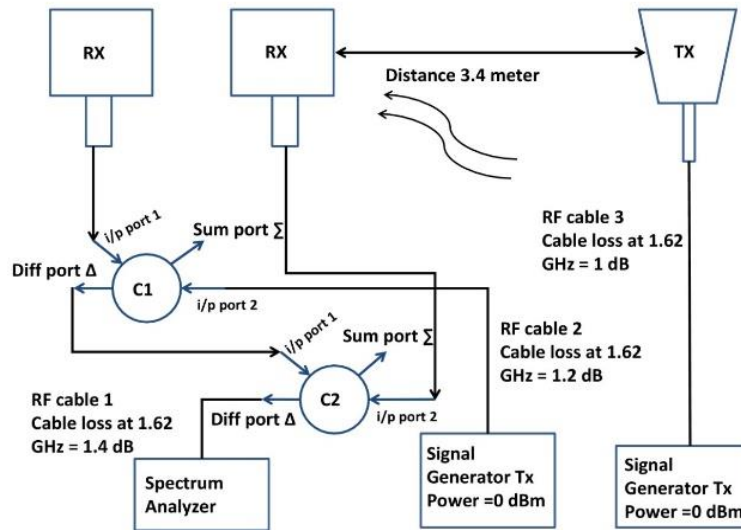 RX
RX
TX
Distance 3.4 meter
i/p port 1
Sum port ∑
Diff port Δ
C1
i/p port 2
RF cable 3
Cable loss at 1.62
GHz = 1 dB
i/p port 1
Sum port ∑
RF cable 2
Cable loss at 1.62
GHz = 1.2 dB
RF cable 1
Cable loss at 1.62
GHz = 1.4 dB
Diff port Δ
C2
i/p port 2
Spectrum
Analyzer
Signal
Generator Tx
Power =0 dBm
Signal
Generator Tx
Power =0 dBm